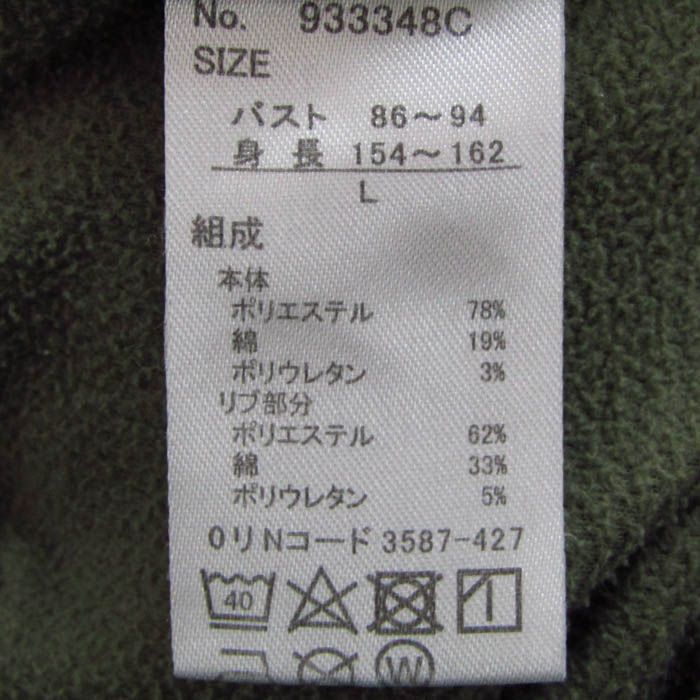 No. 933348C
SIZE
バスト 86～94
身長 154～162
L
組成
本体
ポリエステル 78%
綿 19%
ポリウレタン 3%
リブ部分
ポリエステル 62%
綿 33%
ポリウレタン 5%
0リNコード 3587-427
40
W